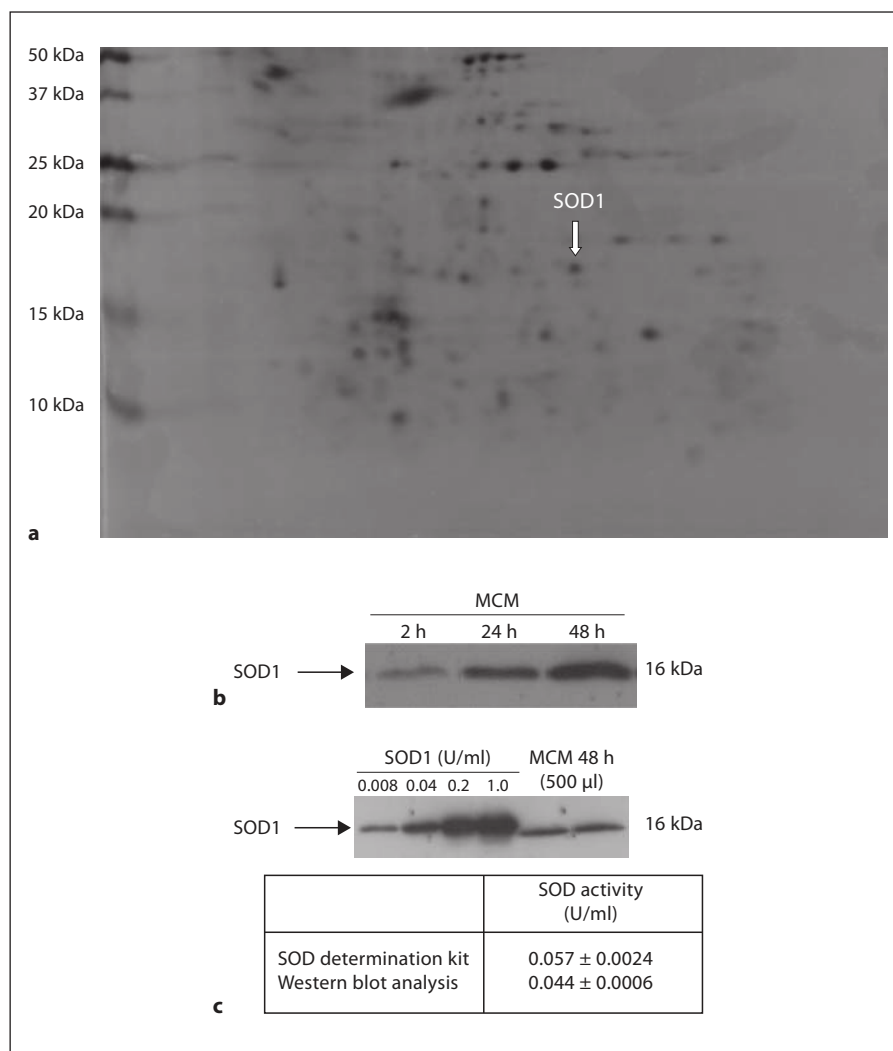 50 kDa
37 kDa
25 kDa
20 kDa
SOD1
15 kDa
10 kDa
a
MCM
2 h 24 h 48 h
SOD1 16 kDa
b
SOD1 (U/ml) MCM 48 h
0.008 0.04 0.2 1.0 (500 µl)
SOD1 16 kDa
SOD activity
(U/ml)
SOD determination kit 0.057 ± 0.0024
Western blot analysis 0.044 ± 0.0006
c